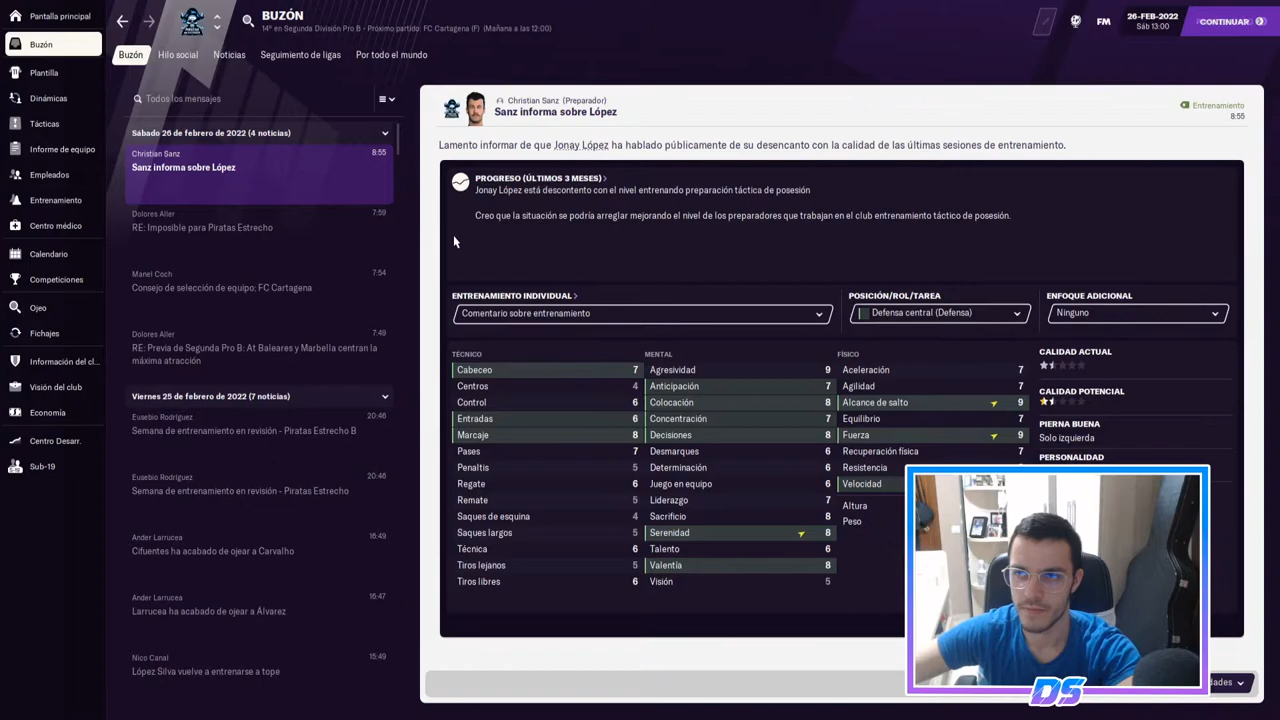 Pantalla principal
BUZÓN
14º en Segunda División Pro B - Próximo partido: FC Cartagena (F) (Mañana a las 12:00)
FM
26-FEB-2022
Sáb 13:00
CONTINUAR
Buzón
Plantilla
Dinámicas
Tácticas
Informe de equipo
Empleados
Entrenamiento
Centro médico
Calendario
Competiciones
Ojeo
Fichajes
Información del cl...
Visión del club
Economía
Centro Desarr.
Sub-19
Buzón
Hilo social
Noticias
Seguimiento de ligas
Por todo el mundo
Todos los mensajes
Sábado 26 de febrero de 2022 (4 noticias)
Christian Sanz 8:55
Sanz informa sobre López
Dolores Aller 7:59
RE: Imposible para Piratas Estrecho
Manel Coch 7:54
Consejo de selección de equipo: FC Cartagena
Dolores Aller 7:49
RE: Previa de Segunda Pro B: At Baleares y Marbella centran la
máxima atracción
Viernes 25 de febrero de 2022 (7 noticias)
Eusebio Rodríguez 20:46
Semana de entrenamiento en revisión - Piratas Estrecho B
Eusebio Rodríguez 20:46
Semana de entrenamiento en revisión - Piratas Estrecho
Ander Larrucea 16:49
Cifuentes ha acabado de ojear a Carvalho
Ander Larrucea 16:47
Larrucea ha acabado de ojear a Álvarez
Nico Canal 15:49
López Silva vuelve a entrenarse a tope
Christian Sanz (Preparador)
Sanz informa sobre López
Entrenamiento
8:55
Lamento informar de que Jonay López ha hablado públicamente de su desencanto con la calidad de las últimas sesiones de entrenamiento.
PROGRESO (ÚLTIMOS 3 MESES)
Jonay López está descontento con el nivel entrenando preparación táctica de posesión
Creo que la situación se podría arreglar mejorando el nivel de los preparadores que trabajan en el club entrenamiento táctico de posesión.
ENTRENAMIENTO INDIVIDUAL
Comentario sobre entrenamiento
POSICIÓN/ROL/TAREA
Defensa central (Defensa)
ENFOQUE ADICIONAL
Ninguno
TÉCNICO
Cabeceo 7
Centros 4
Control 6
Entradas 6
Marcaje 8
Pases 7
Penaltis 5
Regate 6
Remate 5
Saques de esquina 4
Saques largos 5
Técnica 6
Tiros lejanos 5
Tiros libres 6
MENTAL
Agresividad 9
Anticipación 7
Colocación 8
Concentración 7
Decisiones 8
Desmarques 6
Determinación 6
Juego en equipo 6
Liderazgo 7
Sacrificio 8
Serenidad 8
Talento 6
Valentía 8
Visión 5
FÍSICO
Aceleración 7
Agilidad 7
Alcance de salto 9
Equilibrio 7
Fuerza 9
Recuperación física 7
Resistencia
Velocidad
Altura
Peso
CALIDAD ACTUAL
CALIDAD POTENCIAL
PIERNA BUENA
Solo izquierda
PERSONALIDAD
dades
DS